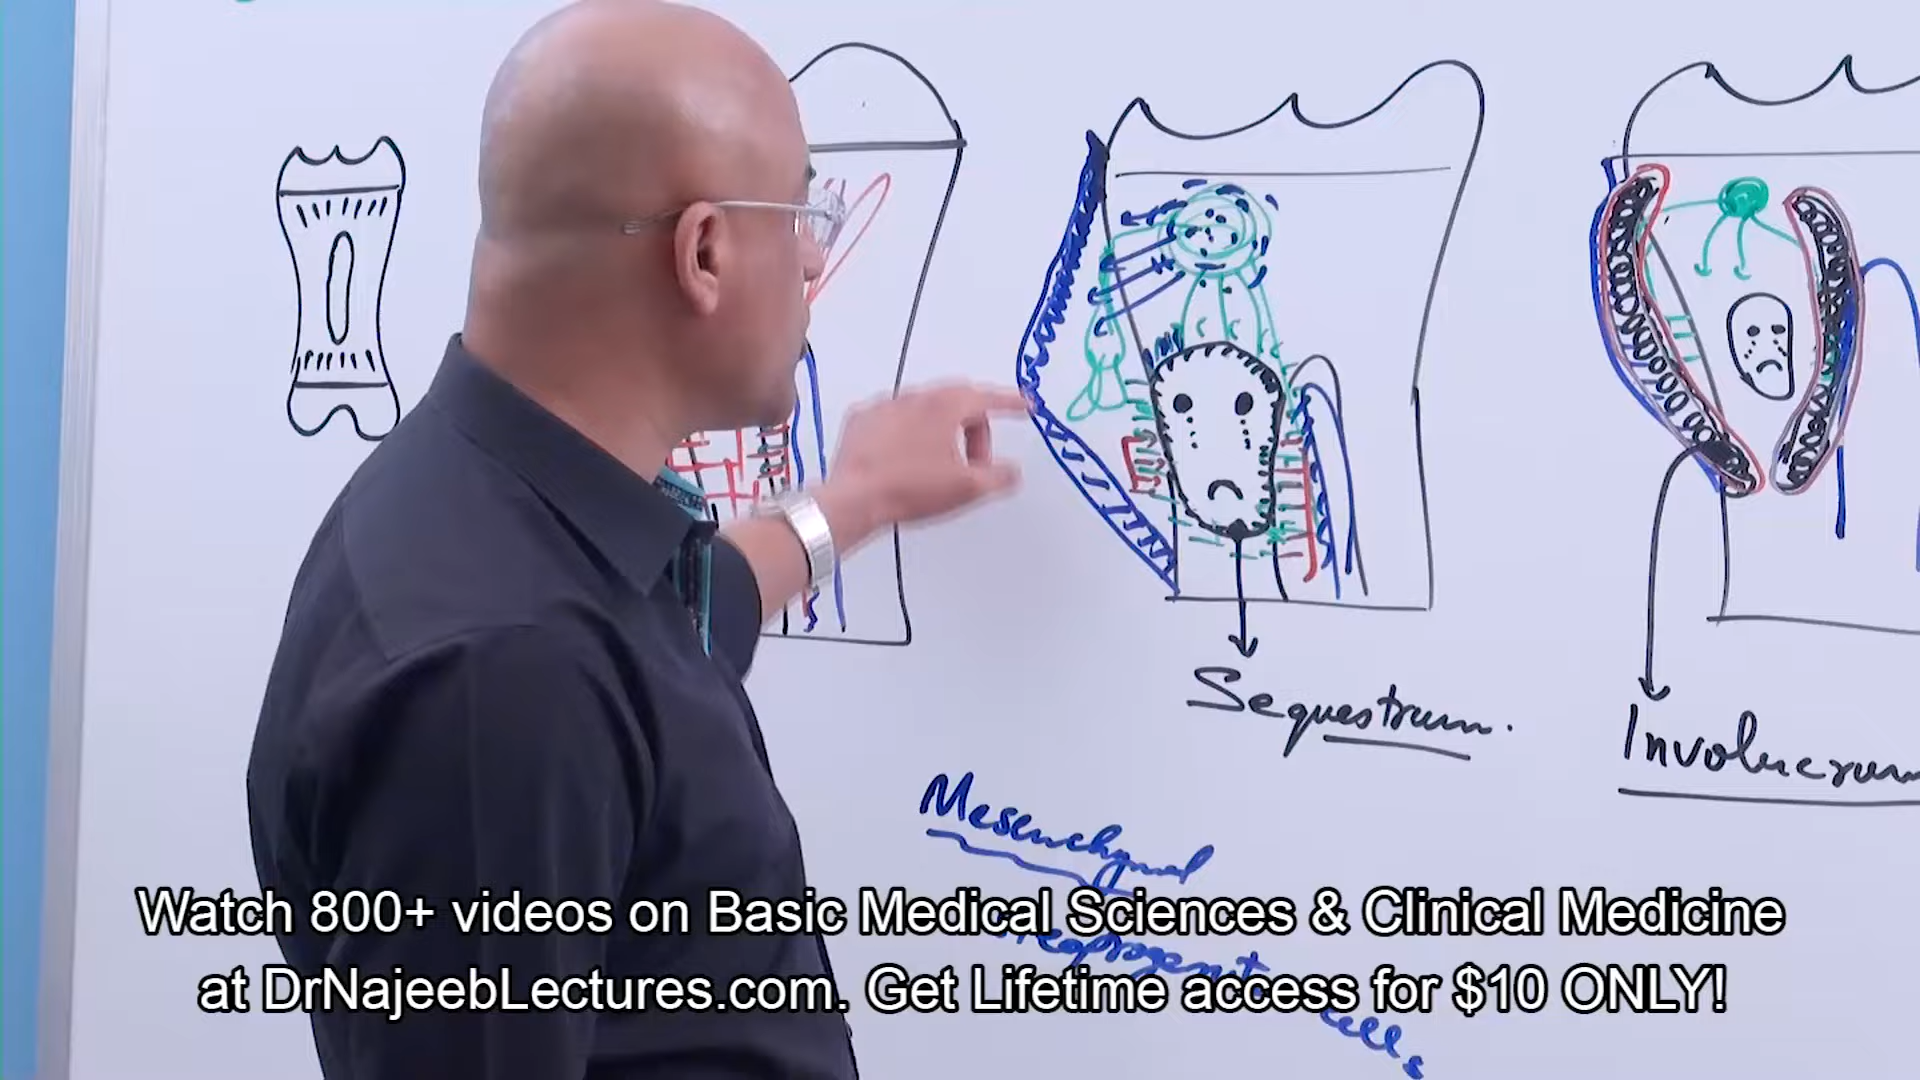 Sequestrum.
Involucrum
Mesenchymal
Watch 800+ videos on Basic Medical Sciences & Clinical Medicine
at DrNajeebLectures.com. Get Lifetime access for $10 ONLY!
cells